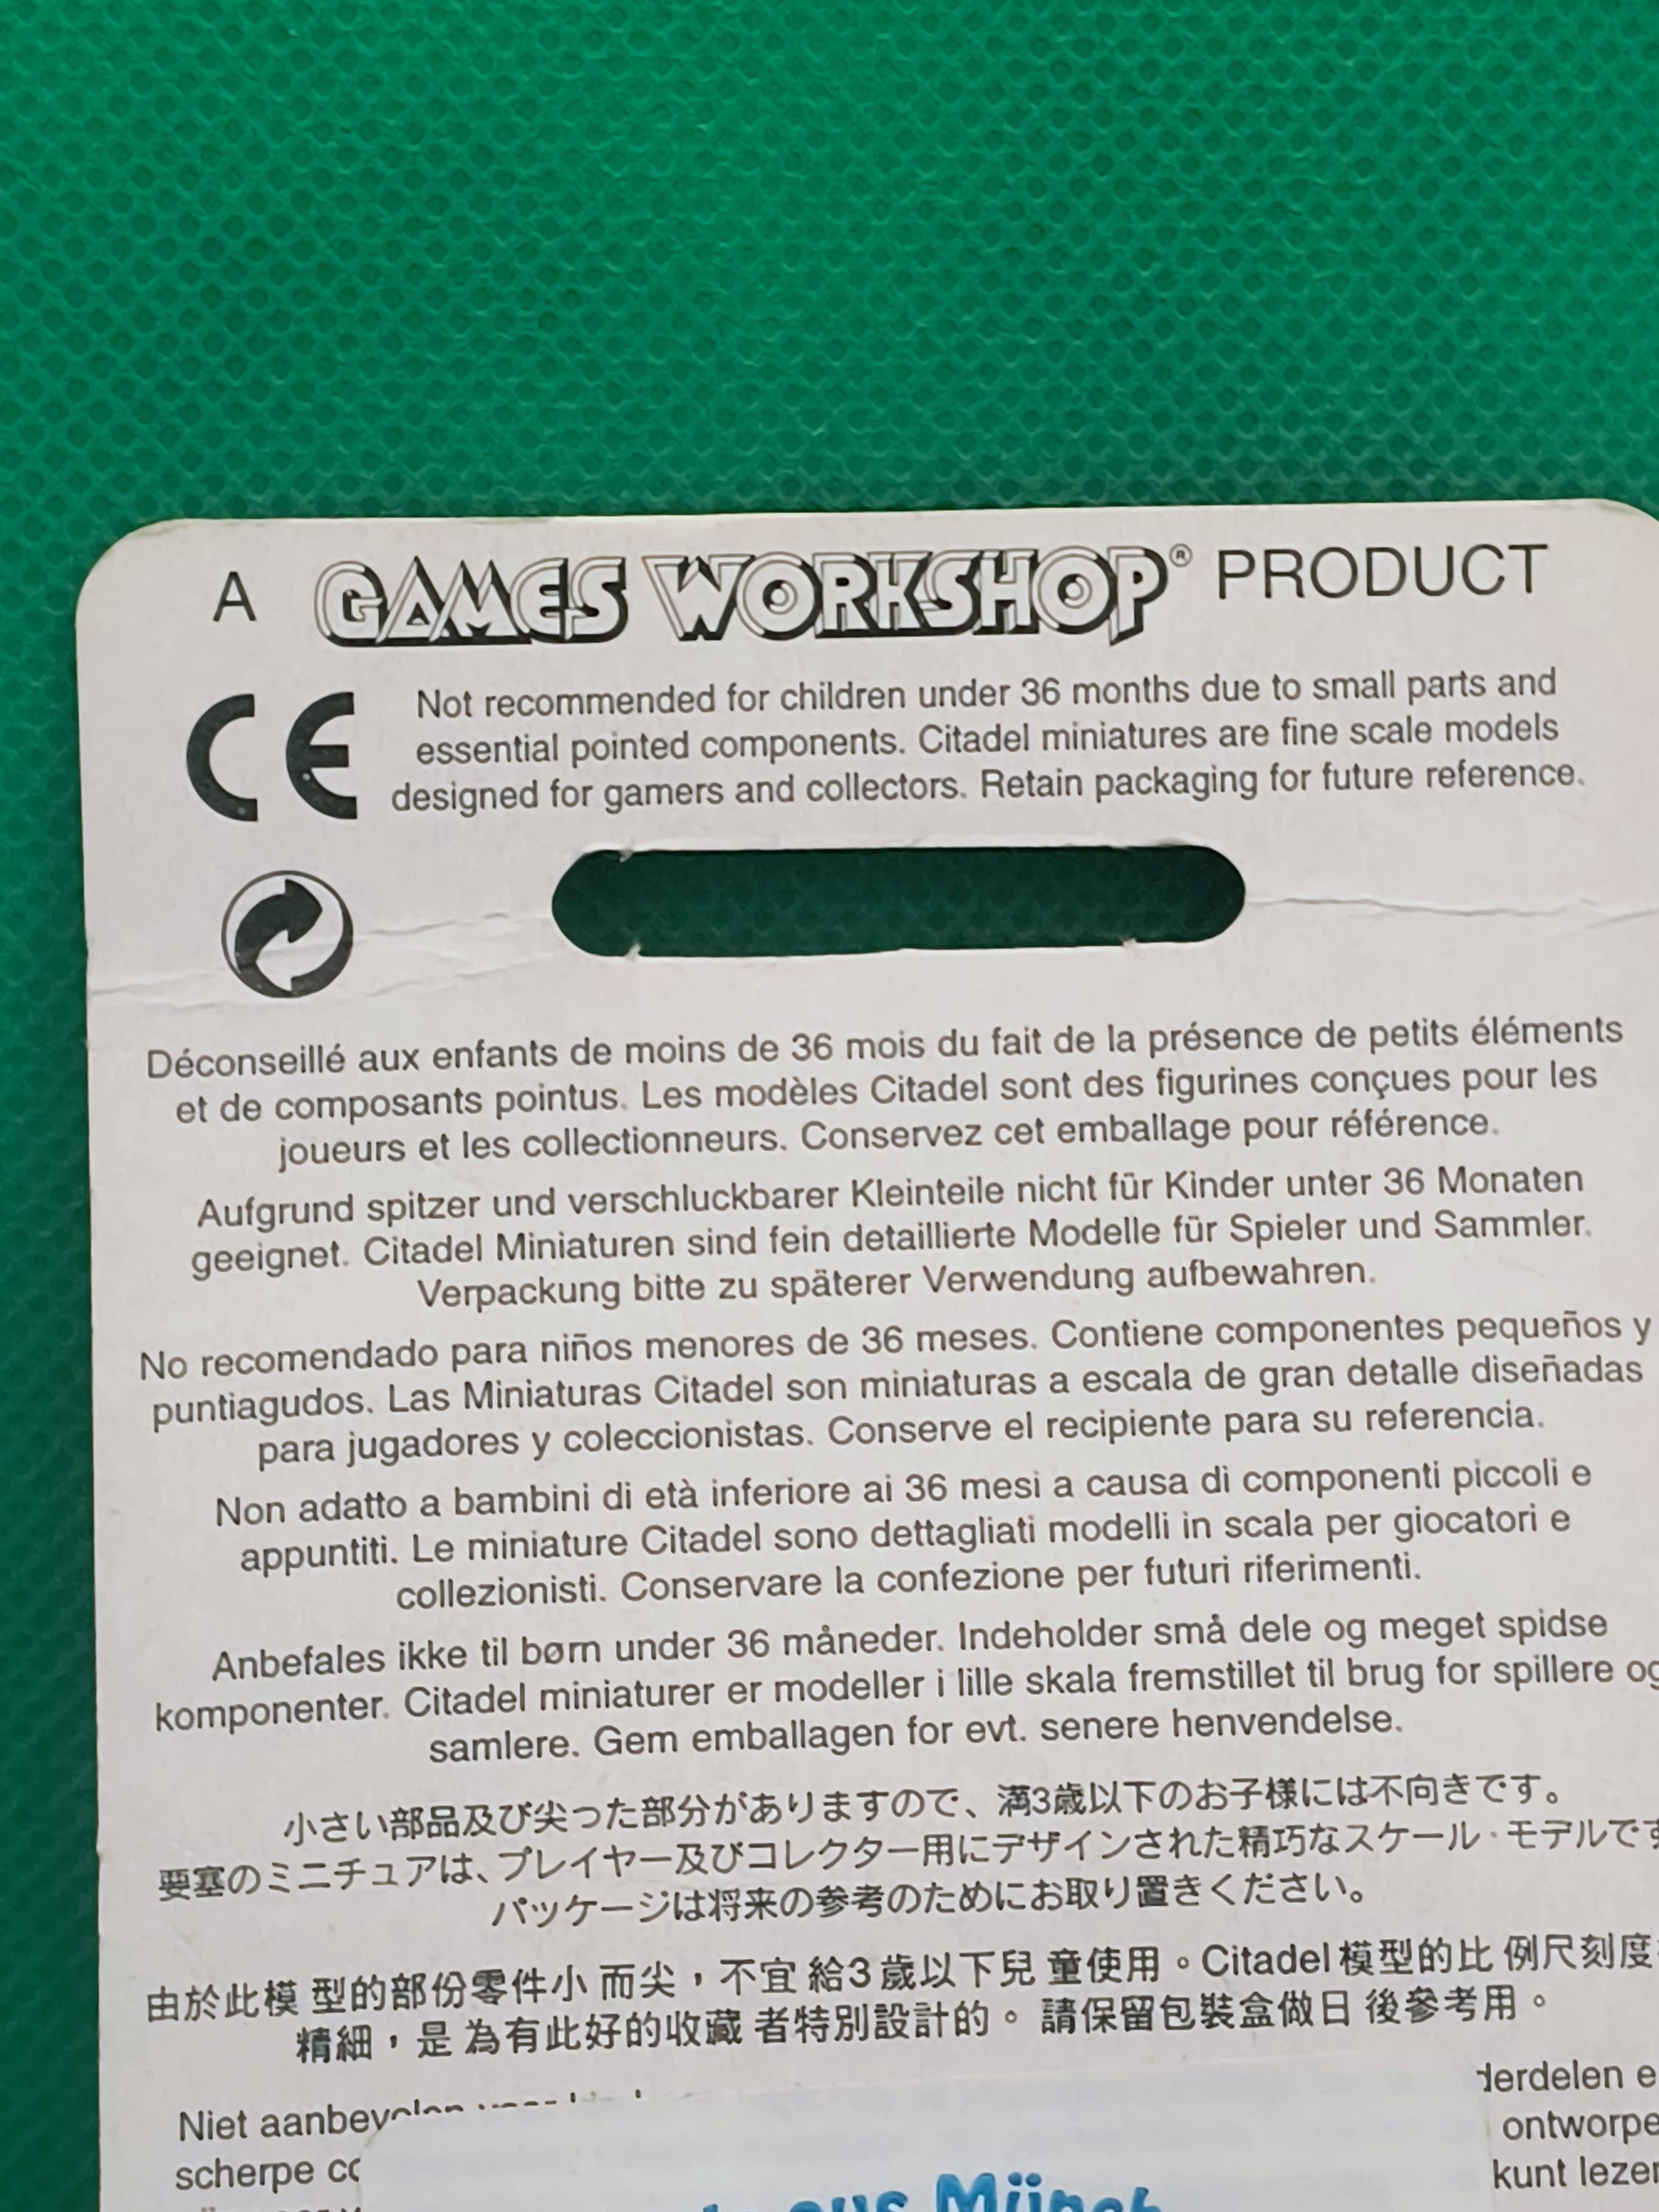 A GAMES WORKSHOP® PRODUCT
CE
Not recommended for children under 36 months due to small parts and
essential pointed components. Citadel miniatures are fine scale models
designed for gamers and collectors. Retain packaging for future reference.
Déconseillé aux enfants de moins de 36 mois du fait de la présence de petits éléments
et de composants pointus. Les modèles Citadel sont des figurines conçues pour les
joueurs et les collectionneurs. Conservez cet emballage pour référence.
Aufgrund spitzer und verschluckbarer Kleinteile nicht für Kinder unter 36 Monaten
geeignet. Citadel Miniaturen sind fein detaillierte Modelle für Spieler und Sammler.
Verpackung bitte zu späterer Verwendung aufbewahren.
No recomendado para niños menores de 36 meses. Contiene componentes pequeños y
puntiagudos. Las Miniaturas Citadel son miniaturas a escala de gran detalle diseñadas
para jugadores y coleccionistas. Conserve el recipiente para su referencia.
Non adatto a bambini di età inferiore ai 36 mesi a causa di componenti piccoli e
appuntiti. Le miniature Citadel sono dettagliati modelli in scala per giocatori e
collezionisti. Conservare la confezione per futuri riferimenti.
Anbefales ikke til børn under 36 måneder. Indeholder små dele og meget spidse
komponenter. Citadel miniaturer er modeller i lille skala fremstillet til brug for spillere og
samlere. Gem emballagen for evt. senere henvendelse.
小さい部品及び尖った部分がありますので、満3歳以下のお子様には不向きです。
要塞のミニチュアは、プレイヤー及びコレクター用にデザインされた精巧なスケール・モデルです
パッケージは将来の参考のためにお取り置きください。
由於此模型的部份零件小而尖，不宜給3歲以下兒童使用。Citadel模型的比例尺刻度
精細，是為有此好的收藏者特別設計的。請保留包裝盒做日後參考用。
Niet aanbevolen derdelen e
scherpe ontworpe
kunt lezen
aus Münch